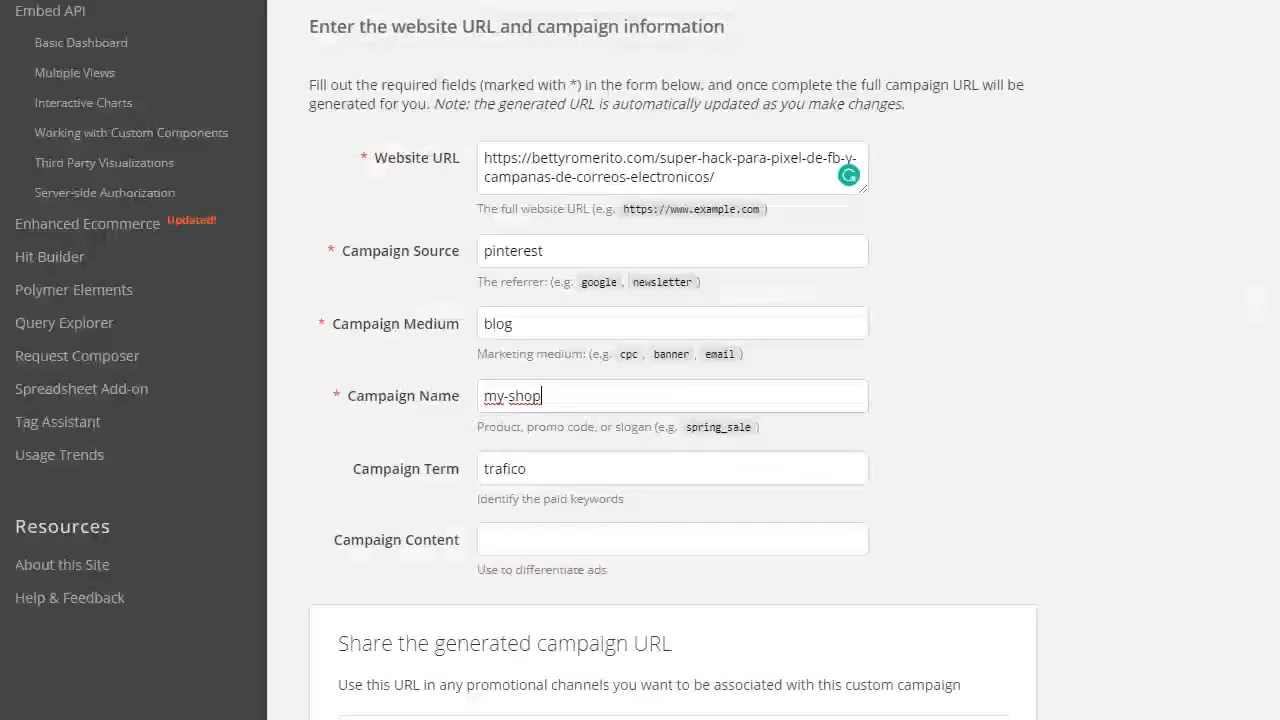 Embed API
Basic Dashboard
Multiple Views
Interactive Charts
Working with Custom Components
Third Party Visualizations
Server-side Authorization
Enhanced Ecommerce Updated!
Hit Builder
Polymer Elements
Query Explorer
Request Composer
Spreadsheet Add-on
Tag Assistant
Usage Trends
Resources
About this Site
Help & Feedback
Enter the website URL and campaign information
Fill out the required fields (marked with *) in the form below, and once complete the full campaign URL will be
generated for you. Note: the generated URL is automatically updated as you make changes.
* Website URL
https://bettyromerito.com/super-hack-para-pixel-de-fb-y-
campanas-de-correos-electronicos/
The full website URL (e.g. https://www.example.com )
* Campaign Source
pinterest
The referrer: (e.g. google , newsletter )
* Campaign Medium
blog
Marketing medium: (e.g. cpc , banner , email )
* Campaign Name
my-shop
Product, promo code, or slogan (e.g. spring_sale )
Campaign Term
trafico
Identify the paid keywords
Campaign Content
Use to differentiate ads
Share the generated campaign URL
Use this URL in any promotional channels you want to be associated with this custom campaign